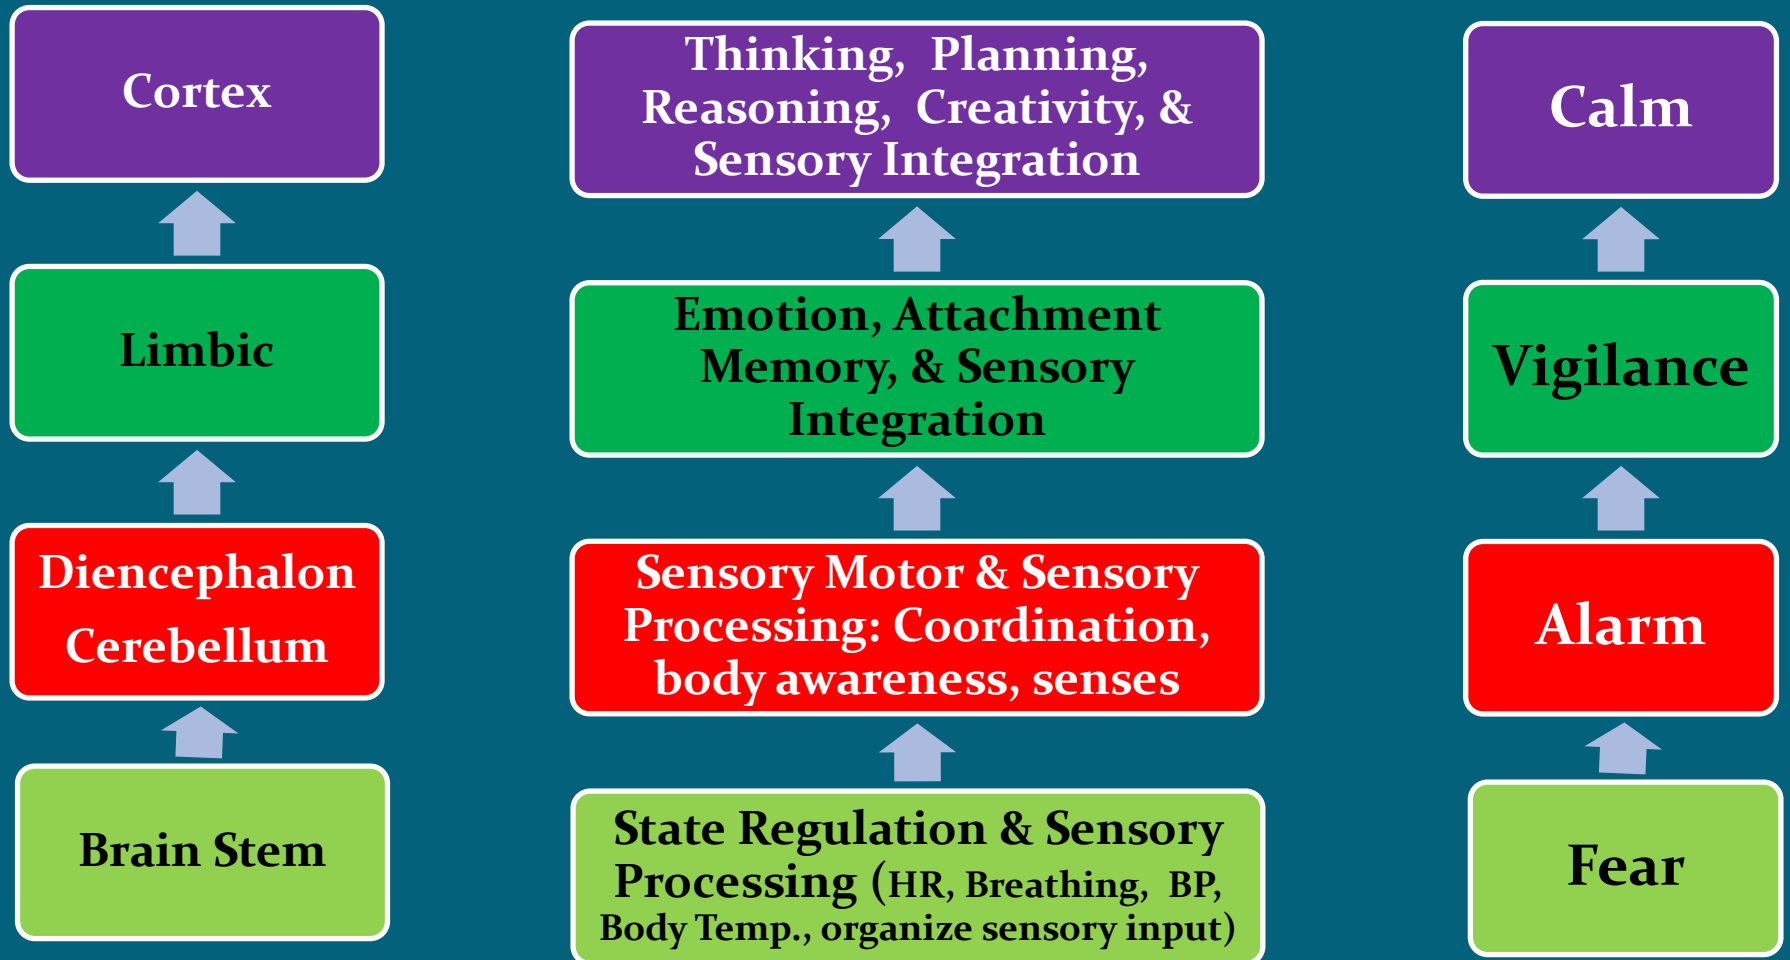 Cortex
Thinking, Planning,
Reasoning, Creativity, &
Sensory Integration
Calm
Limbic
Emotion, Attachment
Memory, & Sensory
Integration
Vigilance
Diencephalon
Cerebellum
Sensory Motor & Sensory
Processing: Coordination,
body awareness, senses
Alarm
Brain Stem
State Regulation & Sensory
Processing (HR, Breathing, BP,
Body Temp., organize sensory input)
Fear